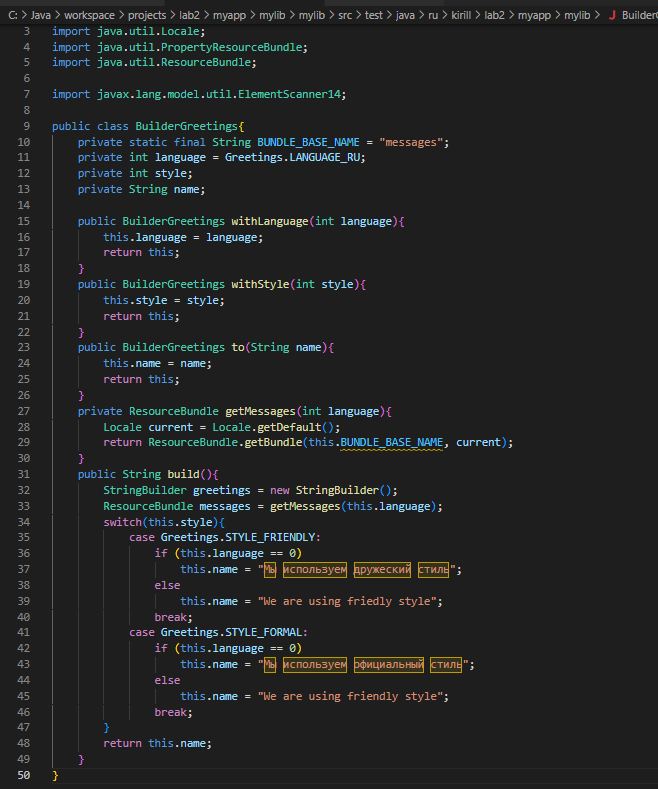 C: > Java > workspace > projects > lab2 > myapp > mylib > mylib > src > test > java > ru > kirill > lab2 > myapp > mylib > J
3 import java.util.Locale;
4 import java.util.PropertyResourceBundle;
5 import java.util.ResourceBundle;
6
7 import javax.lang.model.util.ElementScanner14;
8
9 public class BuilderGreetings{
10 private static final String BUNDLE_BASE_NAME = "messages";
11 private int language = Greetings.LANGUAGE_RU;
12 private int style;
13 private String name;
14
15 public BuilderGreetings withLanguage(int language){
16 this.language = language;
17 return this;
18 }
19 public BuilderGreetings withStyle(int style){
20 this.style = style;
21 return this;
22 }
23 public BuilderGreetings to(String name){
24 this.name = name;
25 return this;
26 }
27 private ResourceBundle getMessages(int language){
28 Locale current = Locale.getDefault();
29 return ResourceBundle.getBundle(this.BUNDLE_BASE_NAME, current);
30 }
31 public String build(){
32 StringBuilder greetings = new StringBuilder();
33 ResourceBundle messages = getMessages(this.language);
34 switch(this.style){
35 case Greetings.STYLE_FRIENDLY:
36 if (this.language == 0)
37 this.name = "Мы используем дружеский стиль";
38 else
39 this.name = "We are using friedly style";
40 break;
41 case Greetings.STYLE_FORMAL:
42 if (this.language == 0)
43 this.name = "Мы используем официальный стиль";
44 else
45 this.name = "We are using friendly style";
46 break;
47 }
48 return this.name;
49 }
50 }